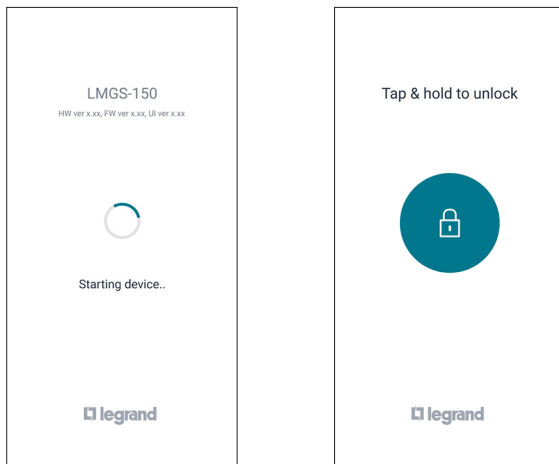 LMGS-150
HW ver x.xx, FW ver x.xx, UI ver x.xx
Starting device..
legrand
Tap & hold to unlock
legrand